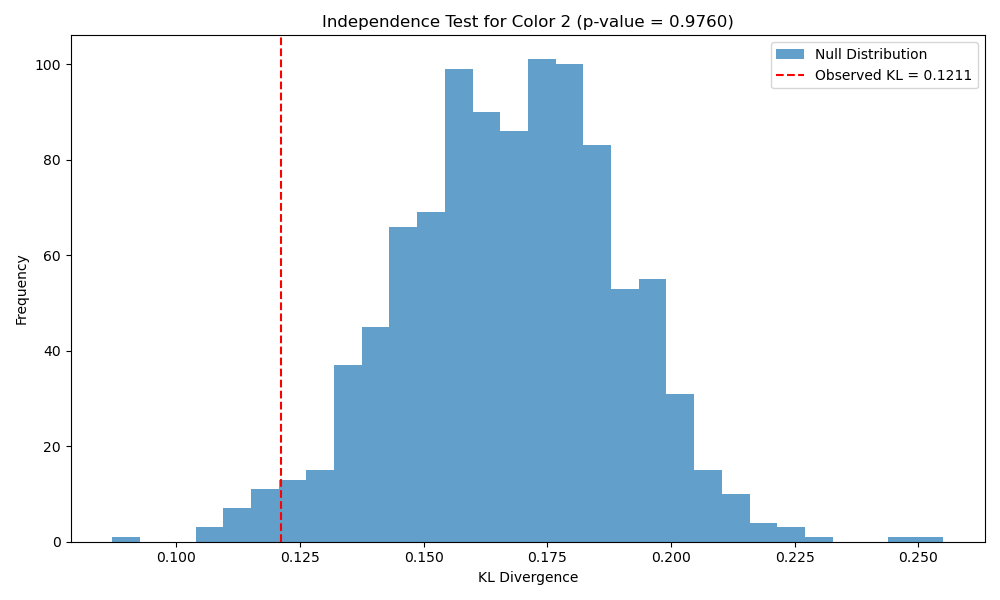 Independence Test for Color 2 (p-value = 0.9760)
Null Distribution
Observed KL = 0.1211
Frequency
100
80
60
40
20
0
0.100 0.125 0.150 0.175 0.200 0.225 0.250
KL Divergence